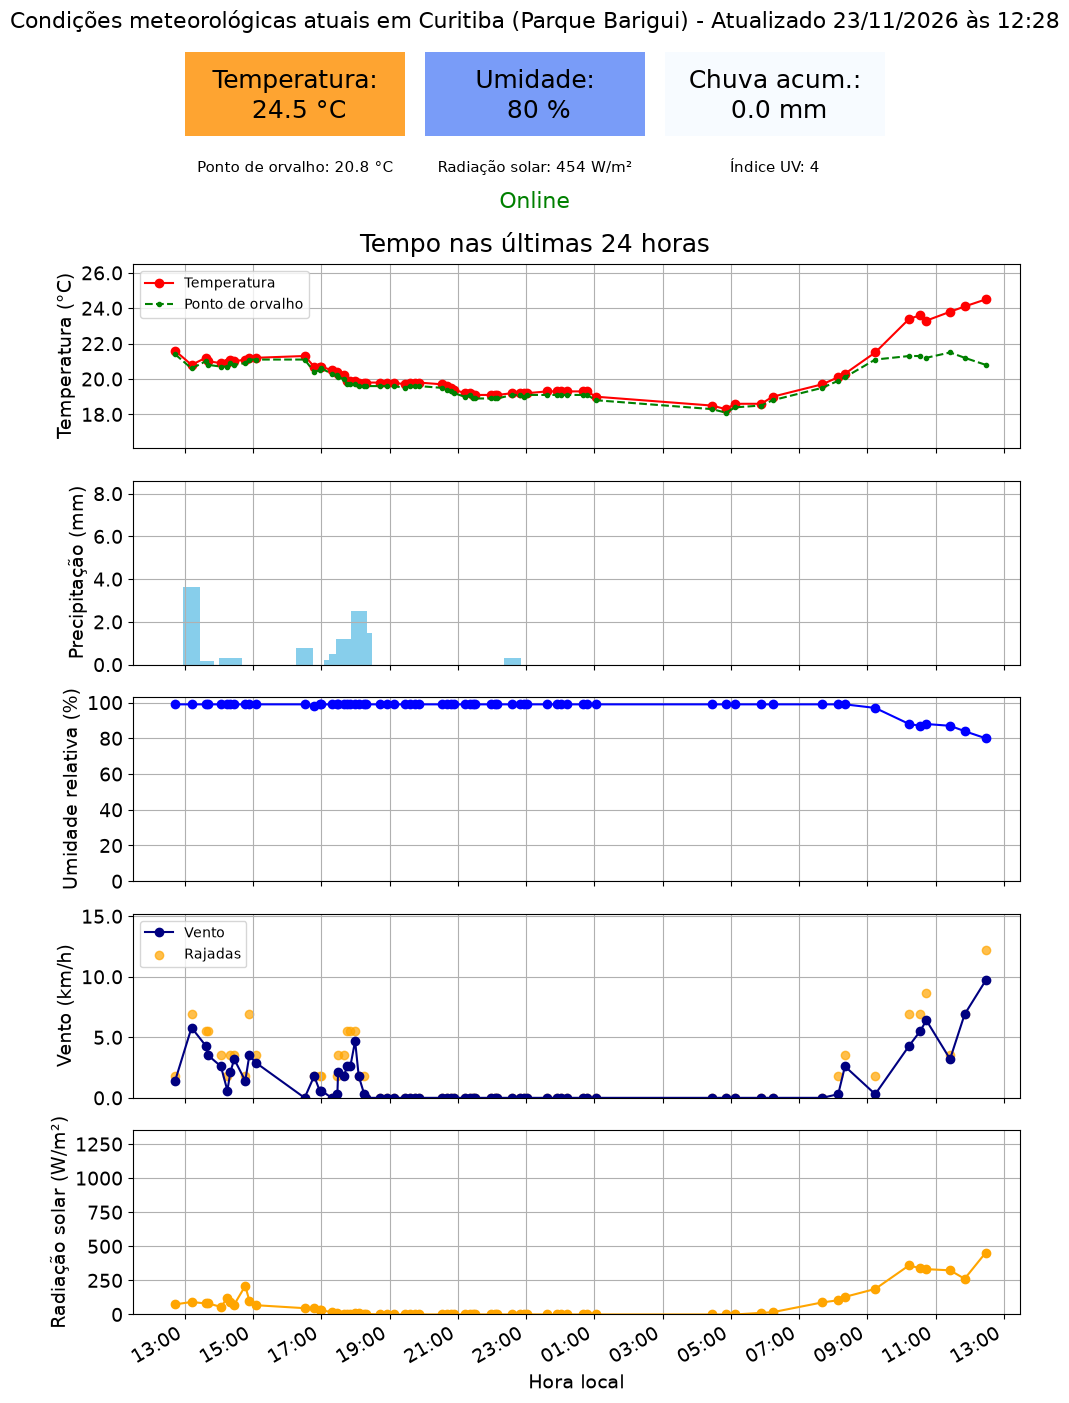 Condições meteorológicas atuais em Curitiba (Parque Barigui) - Atualizado 23/11/2026 às 12:28
Temperatura:
24.5 °C
Umidade:
80 %
Chuva acum.:
0.0 mm
Ponto de orvalho: 20.8 °C
Radiação solar: 454 W/m²
Índice UV: 4
Online
Tempo nas últimas 24 horas
Temperatura (°C)
26.0
24.0
22.0
20.0
18.0
Temperatura
Ponto de orvalho
Precipitação (mm)
8.0
6.0
4.0
2.0
0.0
Umidade relativa (%)
100
80
60
40
20
0
Vento (km/h)
15.0
10.0
5.0
0.0
Vento
Rajadas
Radiação solar (W/m²)
1250
1000
750
500
250
0
13:00
15:00
17:00
19:00
21:00
23:00
01:00
03:00
05:00
07:00
09:00
11:00
13:00
Hora local